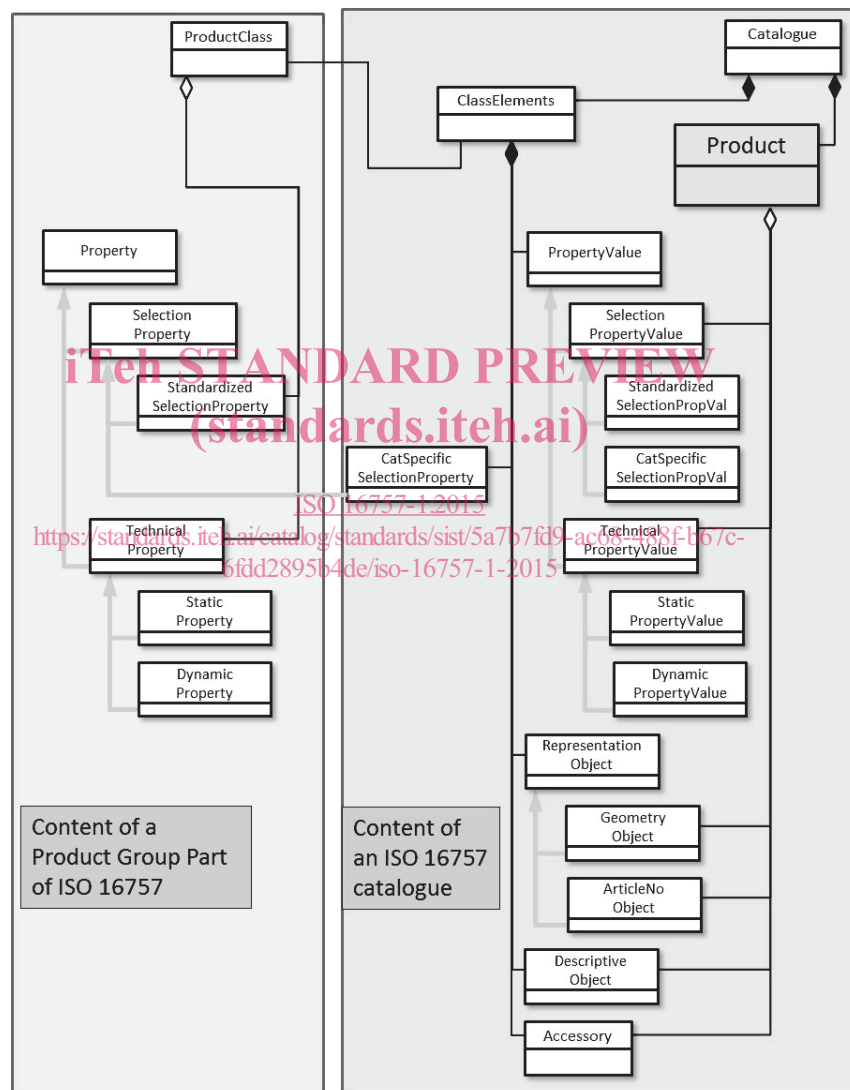 ProductClass
Catalogue
ClassElements
Product
Property
PropertyValue
Selection
Property
Selection
PropertyValue
iTeh STANDARD PREVIEW
Standardized
SelectionProperty
Standardized
SelectionPropVal
(standards.iteh.ai)
CatSpecific
SelectionProperty
CatSpecific
SelectionPropVal
ISO 16757-1:2015
Technical
Property
Technical
PropertyValue
https://standards.iteh.ai/catalog/standards/sist/5a7b7fd9-ac68-488f-b67c-
6fdd2895b4de/iso-16757-1-2015
Static
Property
Static
PropertyValue
Dynamic
Property
Dynamic
PropertyValue
Representation
Object
Content of a
Product Group Part
of ISO 16757
Content of
an ISO 16757
catalogue
Geometry
Object
ArticleNo
Object
Descriptive
Object
Accessory